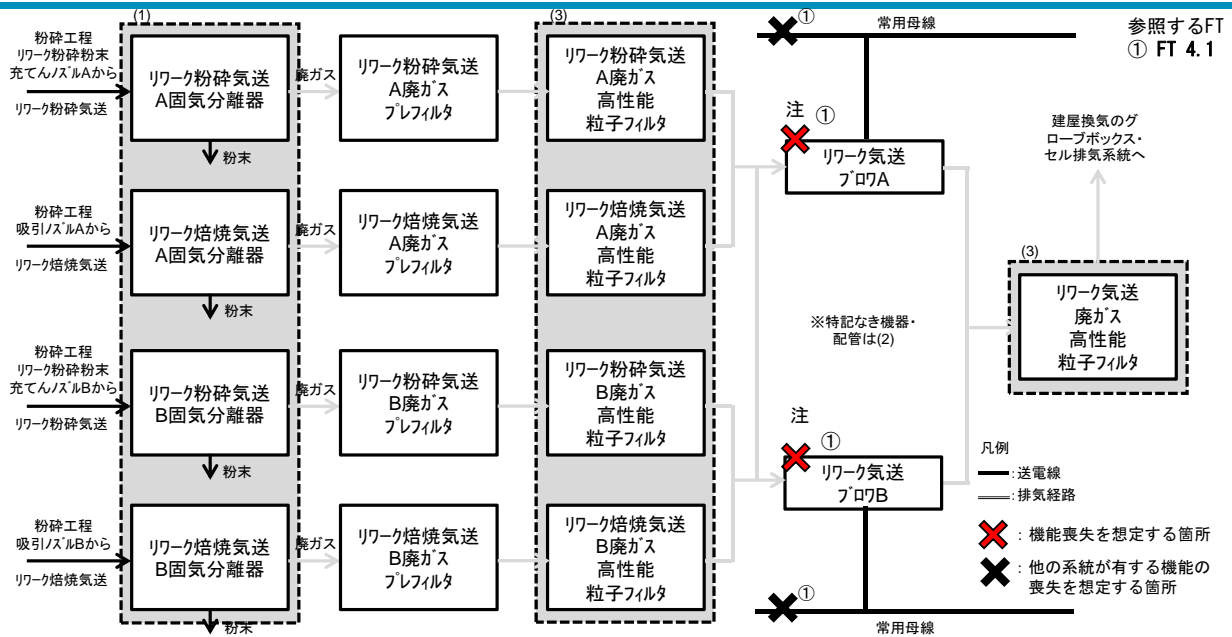 (1)
(3)
①
常用母線
参照するFT
① FT 4.1
粉砕工程
リワーク粉砕粉末
充てんノズルAから
リワーク粉砕気送
リワーク粉砕気送
A固気分離器
粉末
廃ガス
リワーク粉砕気送
A廃ガス
プレフィルタ
リワーク粉砕気送
A廃ガス
高性能
粒子フィルタ
注
①
リワーク気送
ブロワA
建屋換気のグ
ローブボックス・
セル排気系統へ
粉砕工程
吸引ノズルAから
リワーク焙焼気送
リワーク焙焼気送
A固気分離器
粉末
廃ガス
リワーク焙焼気送
A廃ガス
プレフィルタ
リワーク焙焼気送
A廃ガス
高性能
粒子フィルタ
※特記なき機器・
配管は(2)
(3)
リワーク気送
廃ガス
高性能
粒子フィルタ
粉砕工程
リワーク粉砕粉末
充てんノズルBから
リワーク粉砕気送
リワーク粉砕気送
B固気分離器
粉末
廃ガス
リワーク粉砕気送
B廃ガス
プレフィルタ
リワーク粉砕気送
B廃ガス
高性能
粒子フィルタ
注
①
リワーク気送
ブロワB
粉砕工程
吸引ノズルBから
リワーク焙焼気送
リワーク焙焼気送
B固気分離器
粉末
廃ガス
リワーク焙焼気送
B廃ガス
プレフィルタ
リワーク焙焼気送
B廃ガス
高性能
粒子フィルタ
①
常用母線
凡例
:送電線
:排気経路
: 機能喪失を想定する箇所
: 他の系統が有する機能の
喪失を想定する箇所